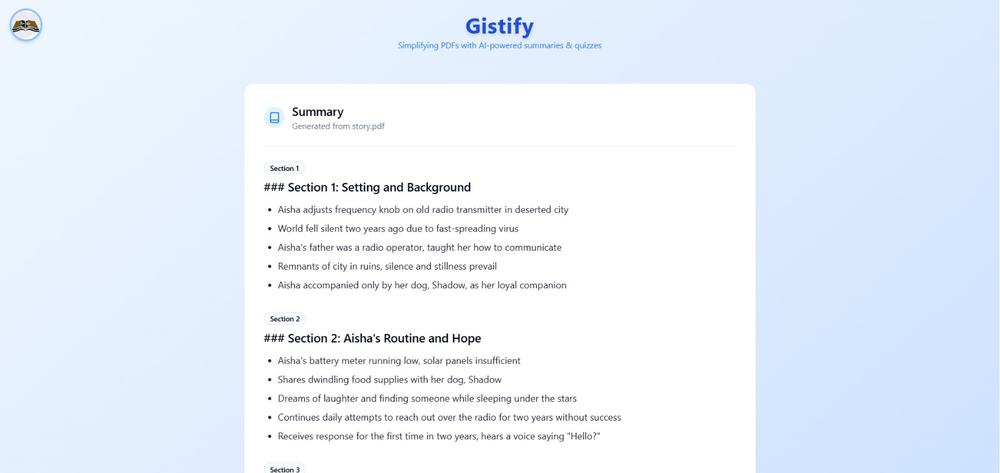 Gistify
Simplifying PDFs with AI-powered summaries & quizzes
Summary
Generated from story.pdf
Section 1
### Section 1: Setting and Background
• Aisha adjusts frequency knob on old radio transmitter in deserted city
• World fell silent two years ago due to fast-spreading virus
• Aisha's father was a radio operator, taught her how to communicate
• Remnants of city in ruins, silence and stillness prevail
• Aisha accompanied only by her dog, Shadow, as her loyal companion
Section 2
### Section 2: Aisha's Routine and Hope
• Aisha's battery meter running low, solar panels insufficient
• Shares dwindling food supplies with her dog, Shadow
• Dreams of laughter and finding someone while sleeping under the stars
• Continues daily attempts to reach out over the radio for two years without success
• Receives response for the first time in two years, hears a voice saying "Hello?"
Section 3